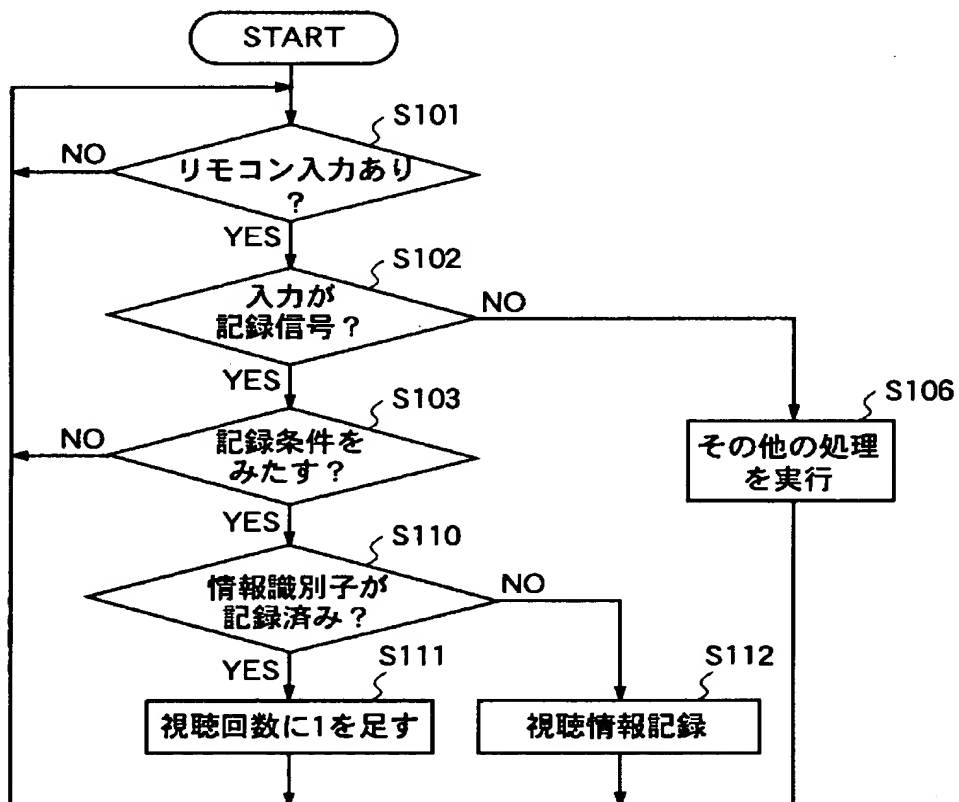 START
S101
NO
リモコン入力あり
?
YES
S102
入力が
記録信号?
NO
YES
S103
NO
記録条件を
みたす?
S106
その他の処理
を実行
YES
S110
情報識別子が
記録済み?
NO
YES
S111
視聴回数に1を足す
S112
視聴情報記録